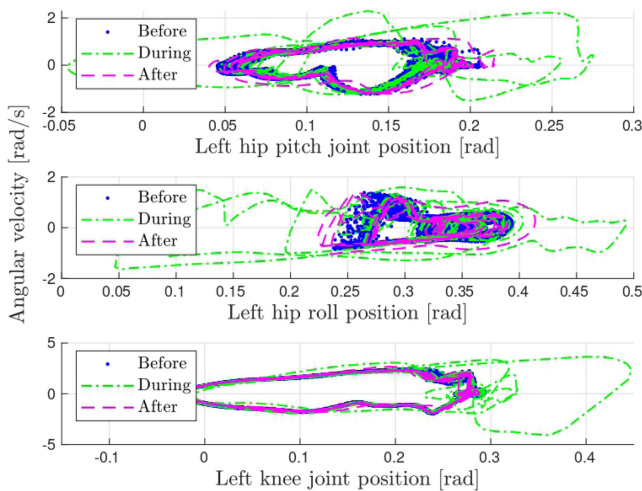 2
0
-2
Before
During
After
-0.05 0 0.05 0.1 0.15 0.2 0.25 0.3
Left hip pitch joint position [rad]
Angular velocity [rad/s]
2
0
-2
Before
During
After
0 0.05 0.1 0.15 0.2 0.25 0.3 0.35 0.4 0.45 0.5
Left hip roll position [rad]
5
0
-5
Before
During
After
-0.1 0 0.1 0.2 0.3 0.4
Left knee joint position [rad]